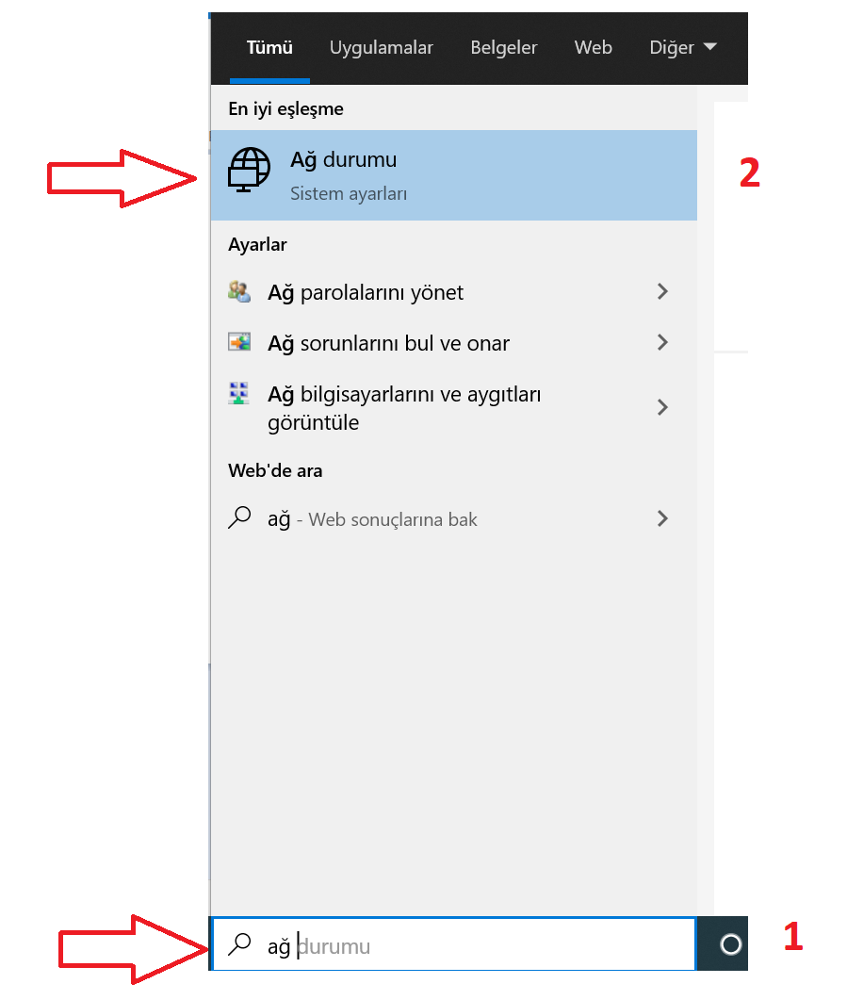 Tümü Uygulamalar Belgeler Web Diğer
En iyi eşleşme
Ağ durumu
Sistem ayarları
2
Ayarlar
Ağ parolalarını yönet
Ağ sorunlarını bul ve onar
Ağ bilgisayarlarını ve aygıtları
görüntüle
Web'de ara
ağ - Web sonuçlarına bak
ağ durumu
1